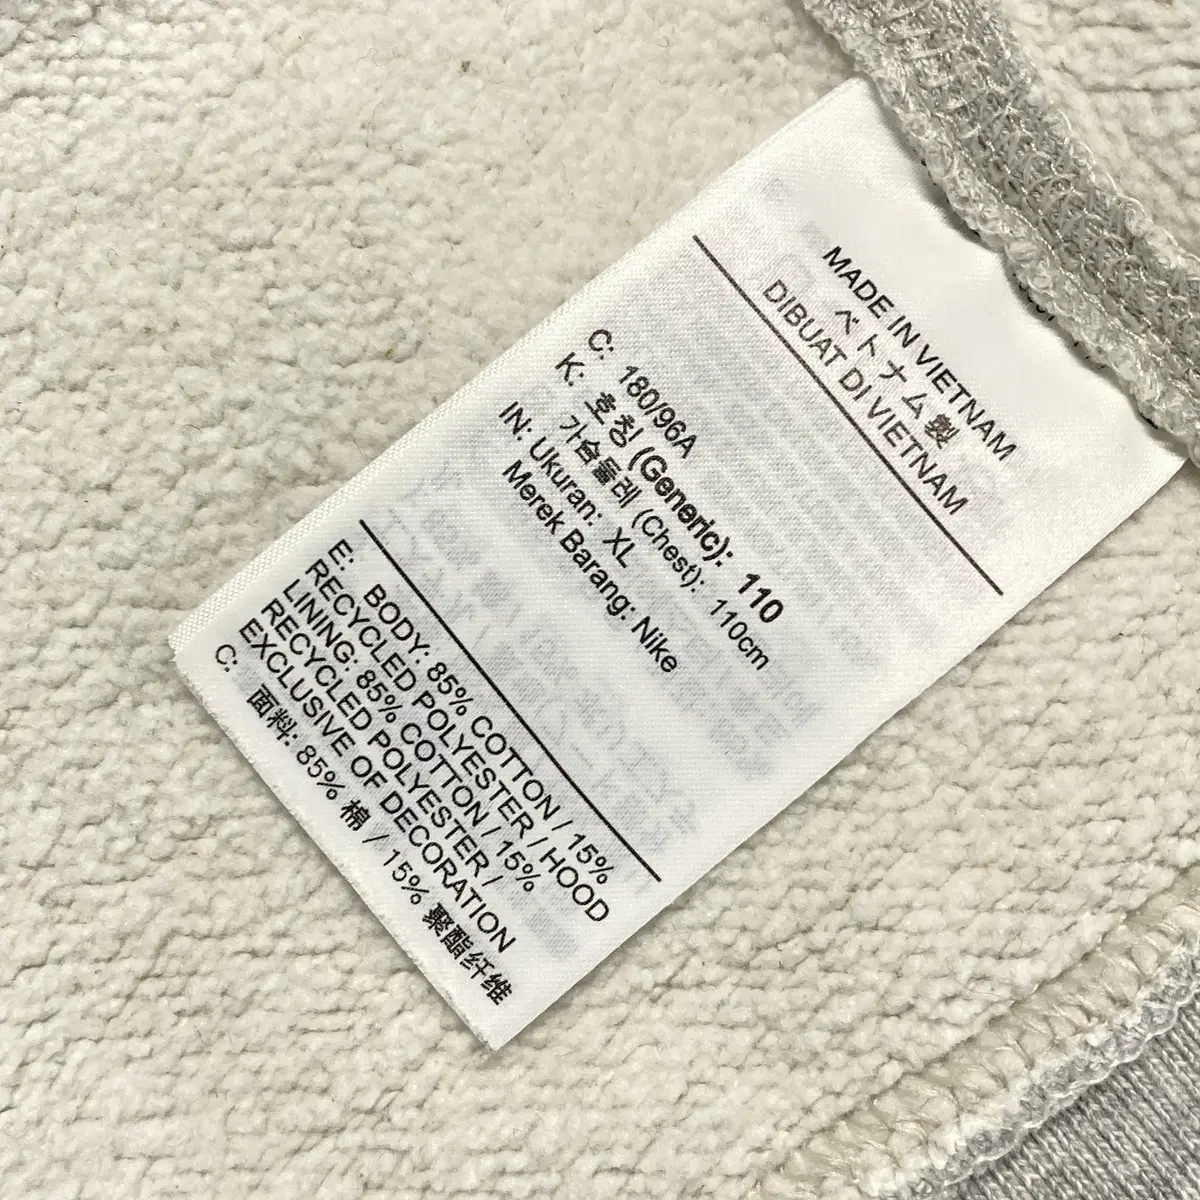 MADE IN VIETNAM
ベトナム製
DIBUAT DI VIETNAM
C: 180/96A
K: 호칭 (Generic): 110
가슴둘레 (Chest): 110cm
IN: Ukuran: XL
Merek Barang: Nike
E: BODY: 85% COTTON / 15%
RECYCLED POLYESTER / HOOD
LINING: 85% COTTON / 15%
RECYCLED POLYESTER /
EXCLUSIVE OF DECORATION
C: 面料: 85% 棉 / 15% 聚酯纤维